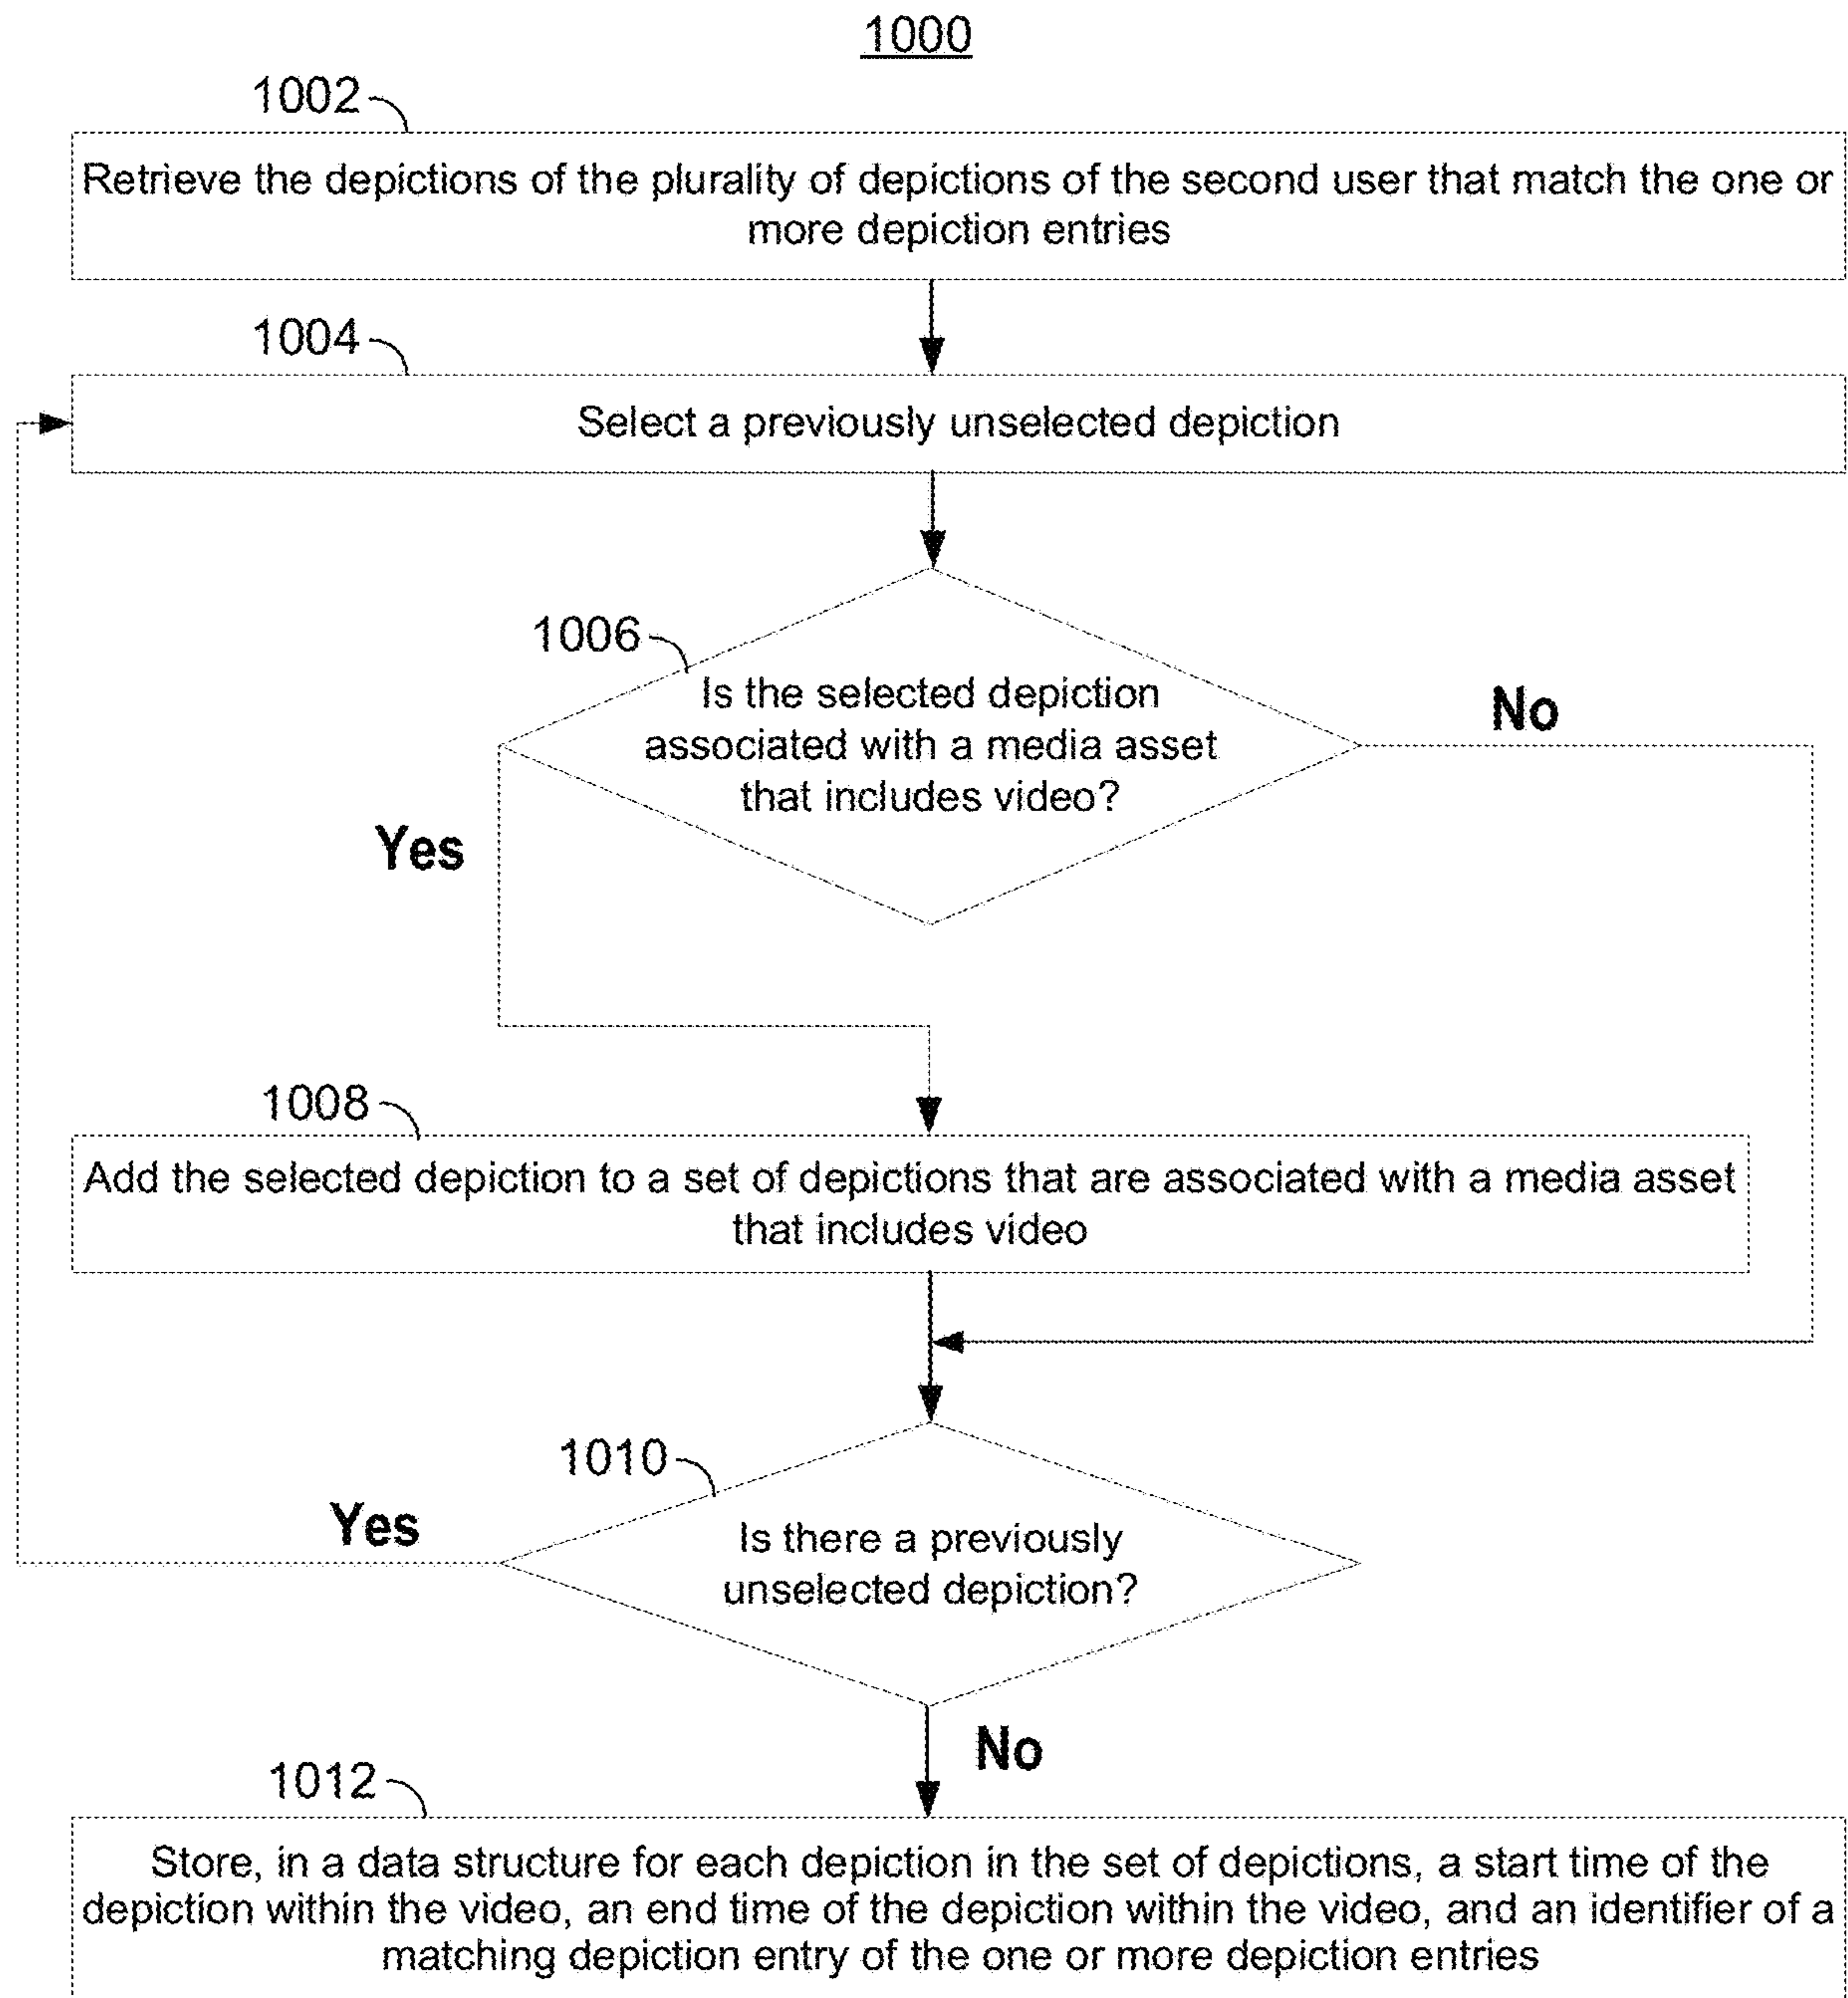 1000
1002
Retrieve the depictions of the plurality of depictions of the second user that match the one or
more depiction entries
1004
Select a previously unselected depiction
1006
Is the selected depiction
associated with a media asset
that includes video?
No
Yes
1008
Add the selected depiction to a set of depictions that are associated with a media asset
that includes video
1010
Is there a previously
unselected depiction?
Yes
No
1012
Store, in a data structure for each depiction in the set of depictions, a start time of the
depiction within the video, an end time of the depiction within the video, and an identifier of a
matching depiction entry of the one or more depiction entries